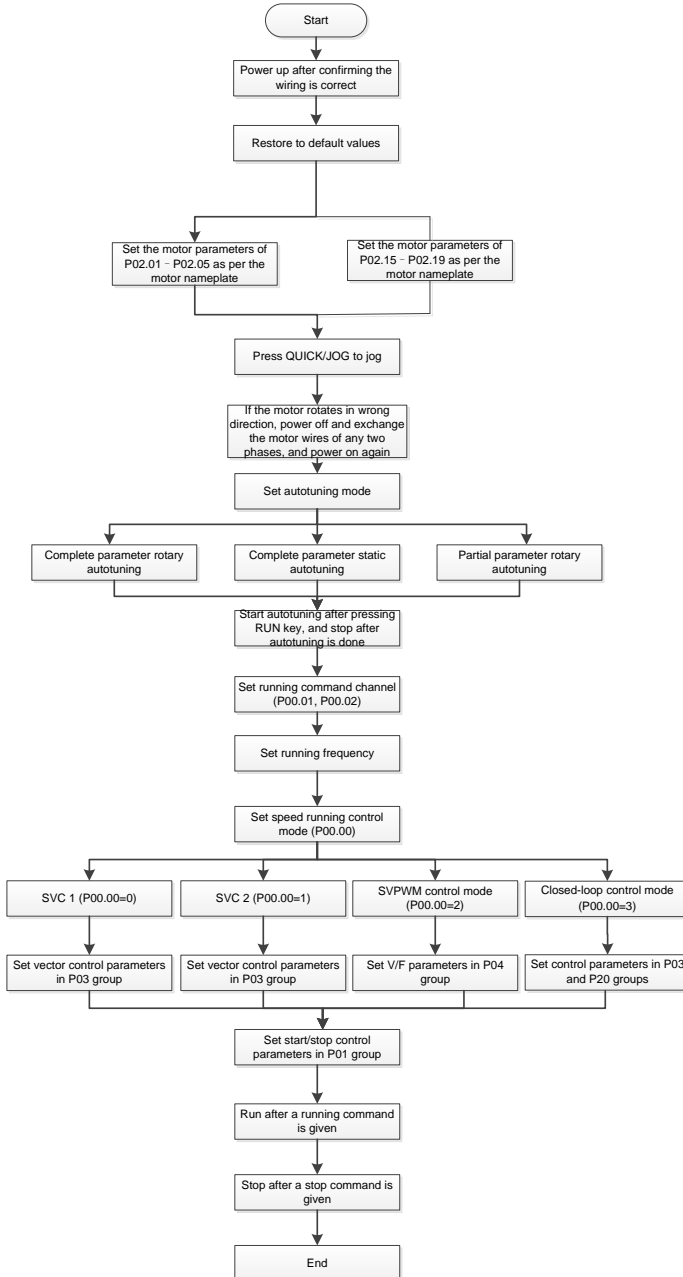 Start
Power up after confirming the
wiring is correct
Restore to default values
Set the motor parameters of
P02.01–P02.05 as per the
motor nameplate
Set the motor parameters of
P02.15–P02.19 as per the
motor nameplate
Press QUICK/JOG to jog
If the motor rotates in wrong
direction, power off and exchange
the motor wires of any two
phases, and power on again
Set autotuning mode
Complete parameter rotary
autotuning
Complete parameter static
autotuning
Partial parameter rotary
autotuning
Start autotuning after pressing
RUN key, and stop after
autotuning is done
Set running command channel
(P00.01, P00.02)
Set running frequency
Set speed running control
mode (P00.00)
SVC 1 (P00.00=0)
SVC 2 (P00.00=1)
SVPWM control mode
(P00.00=2)
Closed-loop control mode
(P00.00=3)
Set vector control parameters
in P03 group
Set vector control parameters
in P03 group
Set V/F parameters in P04
group
Set control parameters in P03
and P20 groups
Set start/stop control
parameters in P01 group
Run after a running command
is given
Stop after a stop command is
given
End